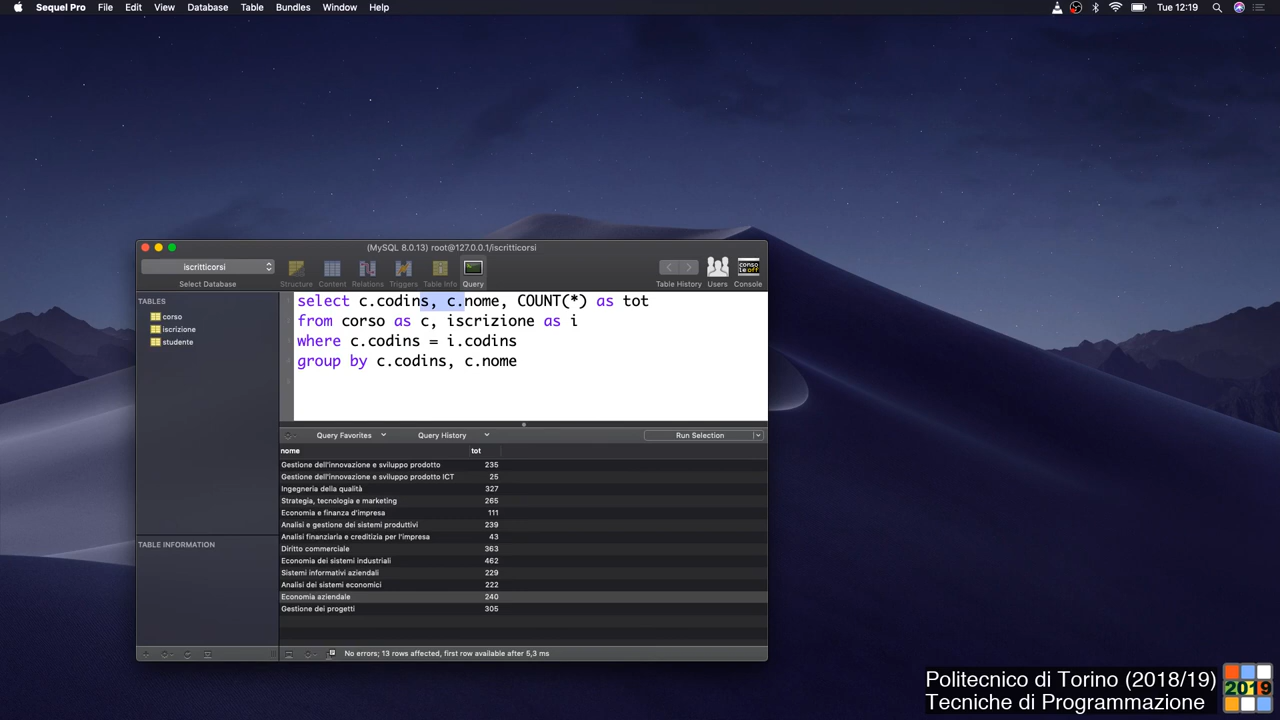 Sequel Pro File Edit View Database Table Bundles Window Help Tue 12:19
(MySQL 8.0.13) root@127.0.0.1/iscritticorsi
iscritticorsi
Select Database Structure Content Relations Triggers Table Info Query Table History Users Console
TABLES
corso
iscrizione
studente
select c.codins, c.nome, COUNT(*) as tot
from corso as c, iscrizione as i
where c.codins = i.codins
group by c.codins, c.nome
Query Favorites Query History Run Selection
nome tot
Gestione dell'innovazione e sviluppo prodotto 235
Gestione dell'innovazione e sviluppo prodotto ICT 25
Ingegneria della qualità 327
Strategia, tecnologia e marketing 265
Economia e finanza d'impresa 111
Analisi e gestione dei sistemi produttivi 239
Analisi finanziaria e creditizia per l'impresa 43
Diritto commerciale 363
Economia dei sistemi industriali 462
Sistemi informativi aziendali 229
Analisi dei sistemi economici 222
Economia aziendale 240
Gestione dei progetti 305
TABLE INFORMATION
No errors; 13 rows affected, first row available after 5,3 ms
Politecnico di Torino (2018/19)
Tecniche di Programmazione
2019